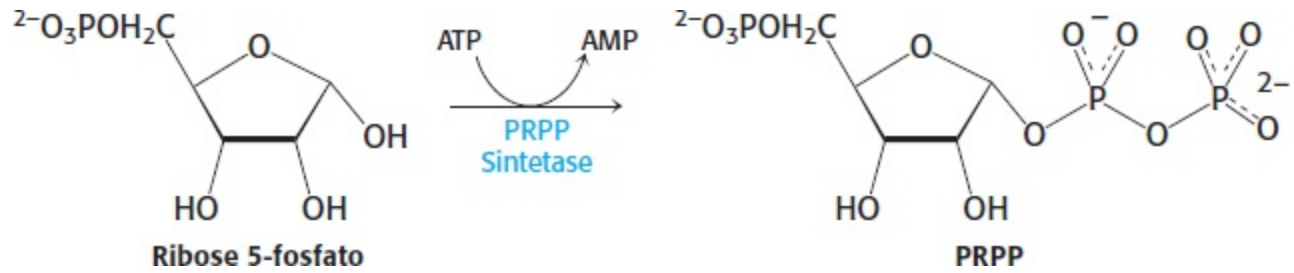 2–O3POH2C
O
OH
HO
OH
Ribose 5-fosfato
ATP
AMP
PRPP
Sintetase
2–O3POH2C
O
HO
OH
O
P
O–
O
O
P
O
O
O
2–
PRPP